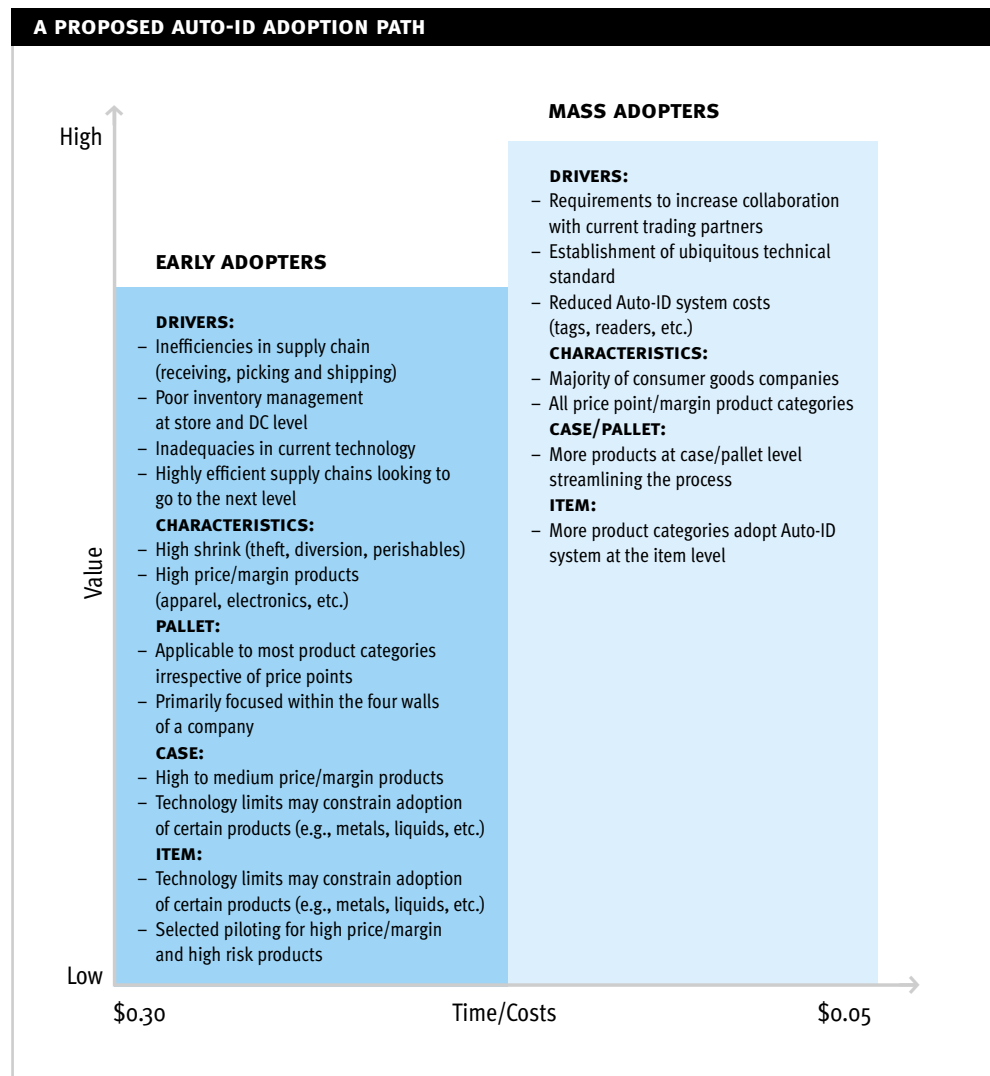 A PROPOSED AUTO-ID ADOPTION PATH
High
Value
Low
EARLY ADOPTERS
DRIVERS:
– Inefficiencies in supply chain
(receiving, picking and shipping)
– Poor inventory management
at store and DC level
– Inadequacies in current technology
– Highly efficient supply chains looking to
go to the next level
CHARACTERISTICS:
– High shrink (theft, diversion, perishables)
– High price/margin products
(apparel, electronics, etc.)
PALLET:
– Applicable to most product categories
irrespective of price points
– Primarily focused within the four walls
of a company
CASE:
– High to medium price/margin products
– Technology limits may constrain adoption
of certain products (e.g., metals, liquids, etc.)
ITEM:
– Technology limits may constrain adoption
of certain products (e.g., metals, liquids, etc.)
– Selected piloting for high price/margin
and high risk products
MASS ADOPTERS
DRIVERS:
– Requirements to increase collaboration
with current trading partners
– Establishment of ubiquitous technical
standard
– Reduced Auto-ID system costs
(tags, readers, etc.)
CHARACTERISTICS:
– Majority of consumer goods companies
– All price point/margin product categories
CASE/PALLET:
– More products at case/pallet level
streamlining the process
ITEM:
– More product categories adopt Auto-ID
system at the item level
$0.30
Time/Costs
$0.05